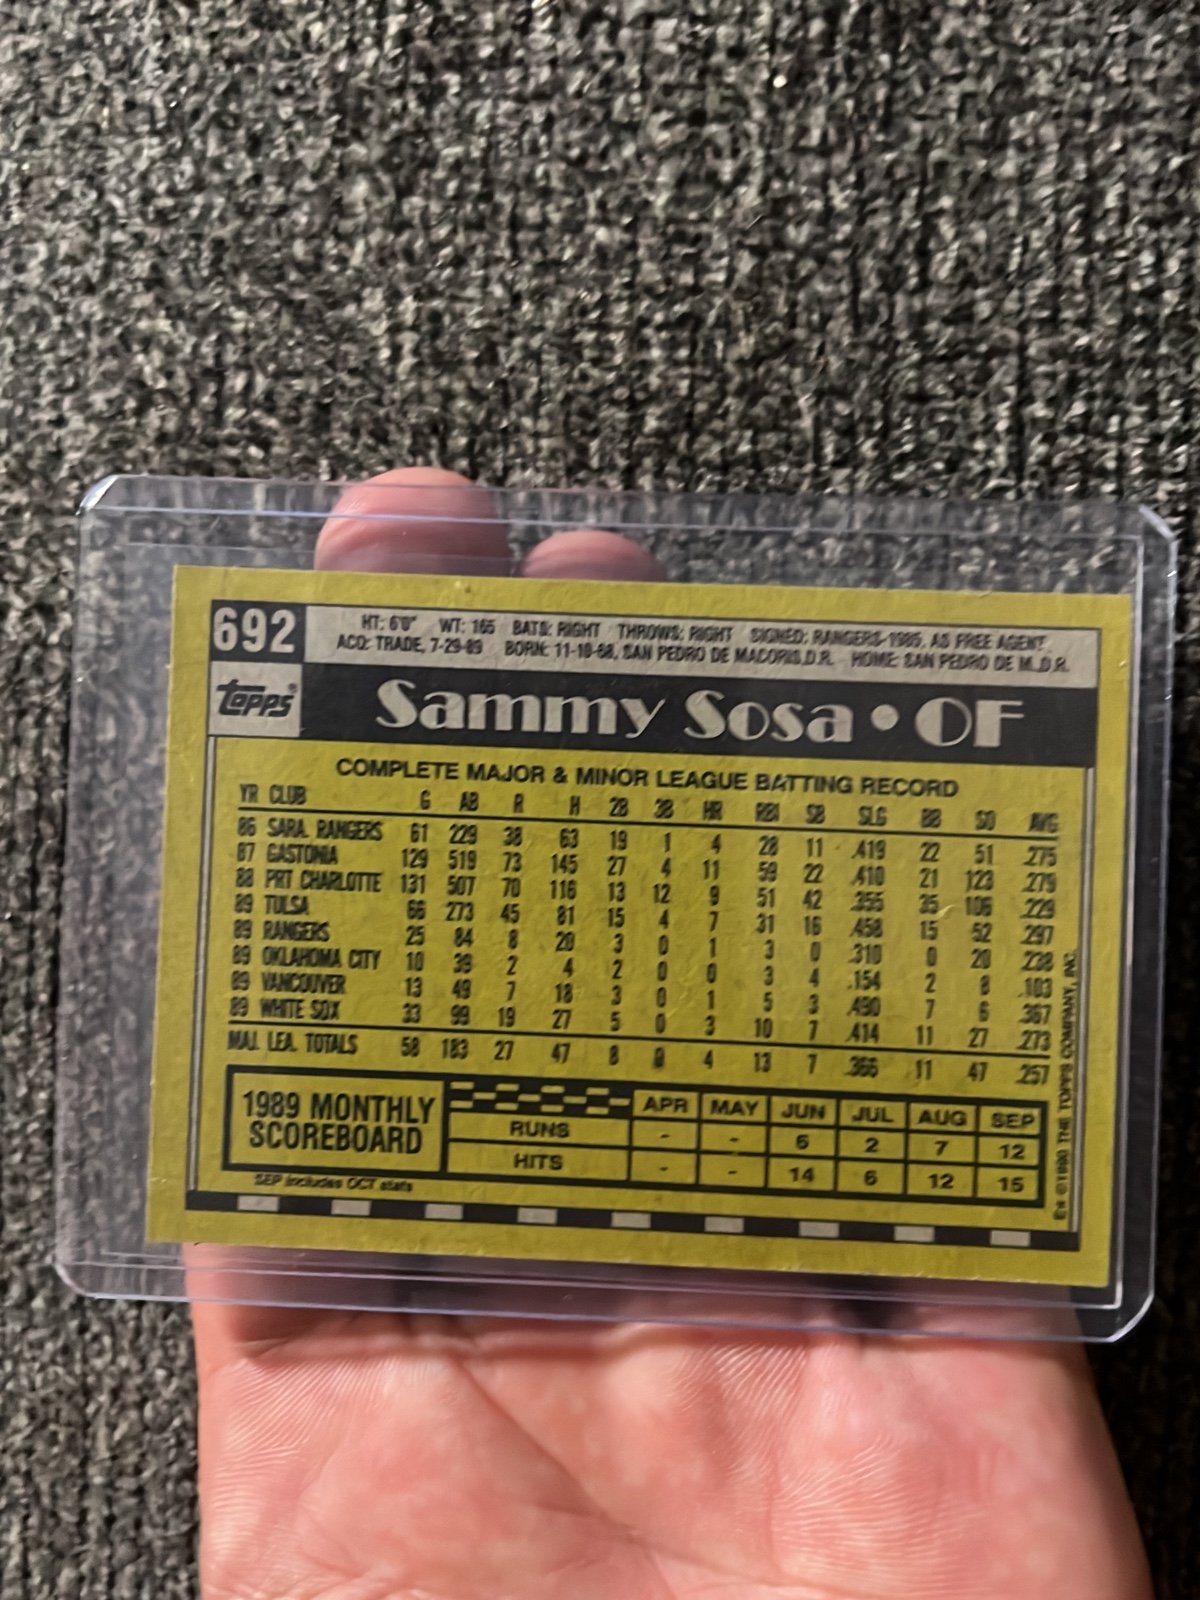 692
HT: 6'0" WT: 165 BATS: RIGHT THROWS: RIGHT SIGNED: RANGERS-1985, AS FREE AGENT
ACQ: TRADE, 7-29-89 BORN: 11-10-68, SAN PEDRO DE MACORIS, D.R. HOME: SAN PEDRO DE M., D.R.
TOPPS®
Sammy Sosa • OF
COMPLETE MAJOR & MINOR LEAGUE BATTING RECORD
YR CLUB G AB R H 2B 3B HR RBI SB SLG BB SO AVG
86 SARA. RANGERS 61 229 38 63 19 1 4 28 11 .419 22 51 .275
87 GASTONIA 129 519 73 145 27 4 11 59 22 .410 21 123 .279
88 PRT CHARLOTTE 131 507 70 116 13 12 9 51 42 .355 35 106 .229
89 TULSA 66 273 45 81 15 4 7 31 16 .458 15 52 .297
89 RANGERS 25 84 8 20 3 0 1 3 0 .310 0 20 .238
89 OKLAHOMA CITY 10 39 2 4 2 0 0 3 4 .154 2 8 .103
89 VANCOUVER 13 49 7 18 3 0 1 5 3 .490 7 6 .367
89 WHITE SOX 33 99 19 27 5 0 3 10 7 .414 11 27 .273
MAJ. LEA. TOTALS 58 183 27 47 8 0 4 13 7 .366 11 47 .257
1989 MONTHLY SCOREBOARD
APR MAY JUN JUL AUG SEP
RUNS - - 6 2 7 12
HITS - - 14 6 12 15
SEP includes OCT stats
©1990 THE TOPPS COMPANY, INC.